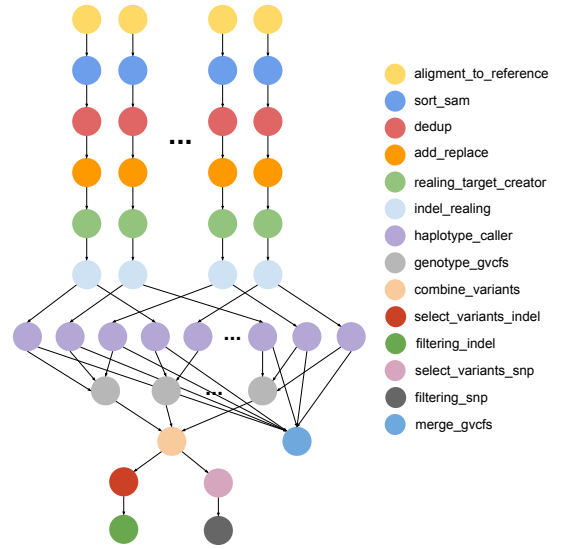 ...
aligment_to_reference
sort_sam
dedup
add_replace
realing_target_creator
indel_realing
haplotype_caller
genotype_gvcfs
combine_variants
select_variants_indel
filtering_indel
select_variants_snp
filtering_snp
merge_gvcfs
...
...